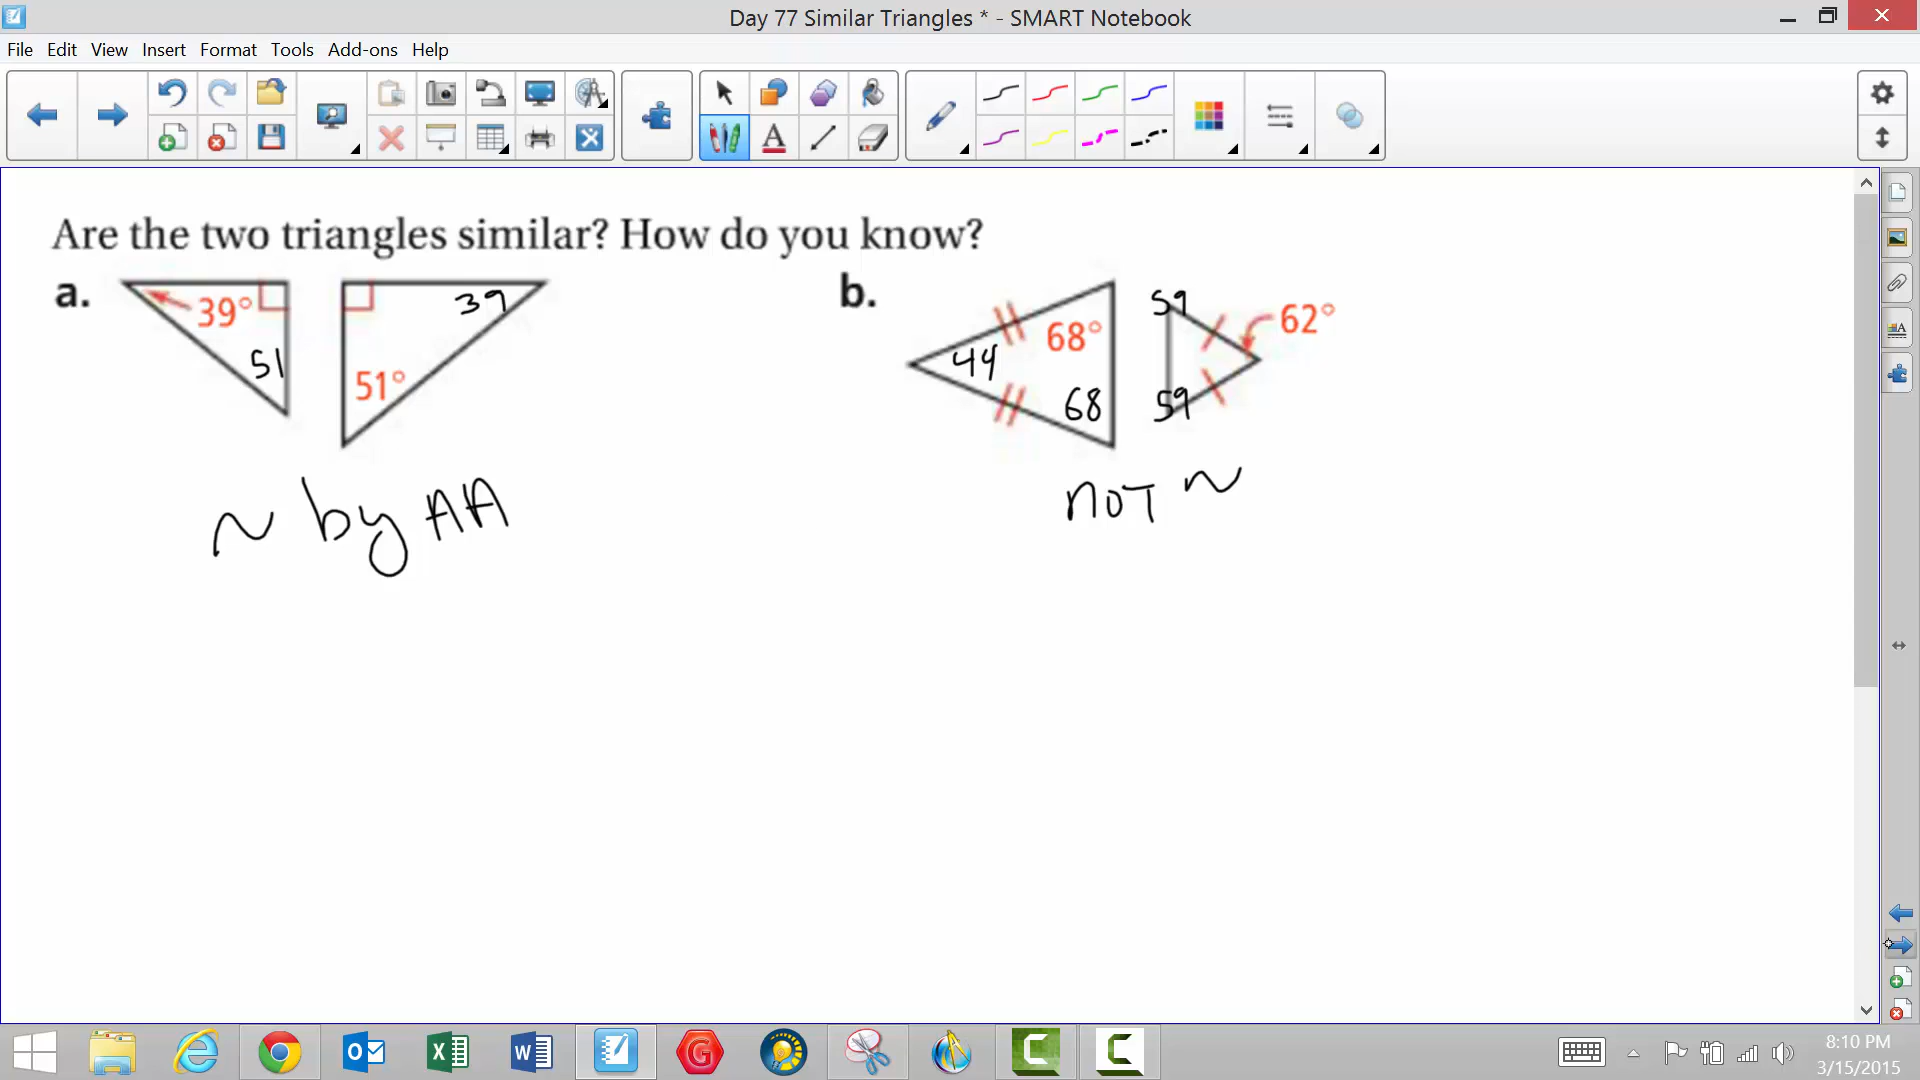 Day 77 Similar Triangles * - SMART Notebook
File Edit View Insert Format Tools Add-ons Help
Are the two triangles similar? How do you know?
a. 39° 51 51° 39
b. 68° 44 68 59 59 62°
~ by AA
NOT ~
8:10 PM
3/15/2015